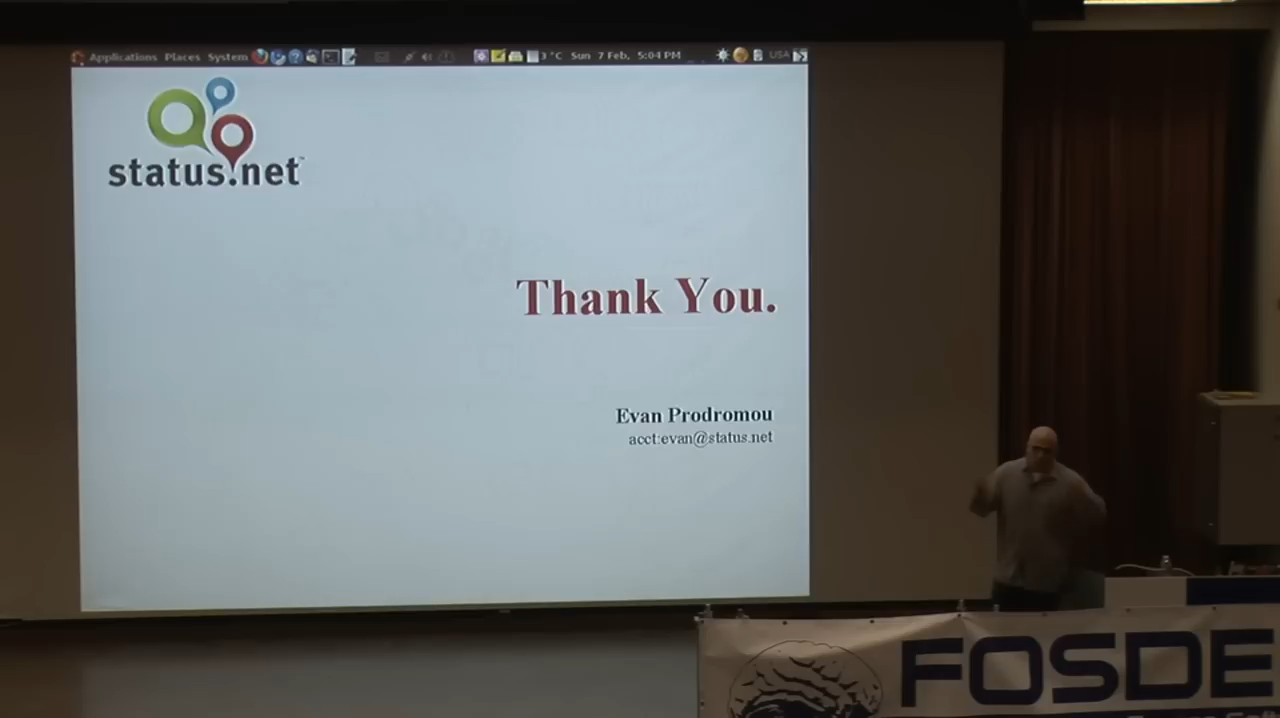 Applications Places System 3 °C Sun 7 Feb, 5:04 PM USA
status.net
Thank You.
Evan Prodromou
acct:evan@status.net
FOSDE